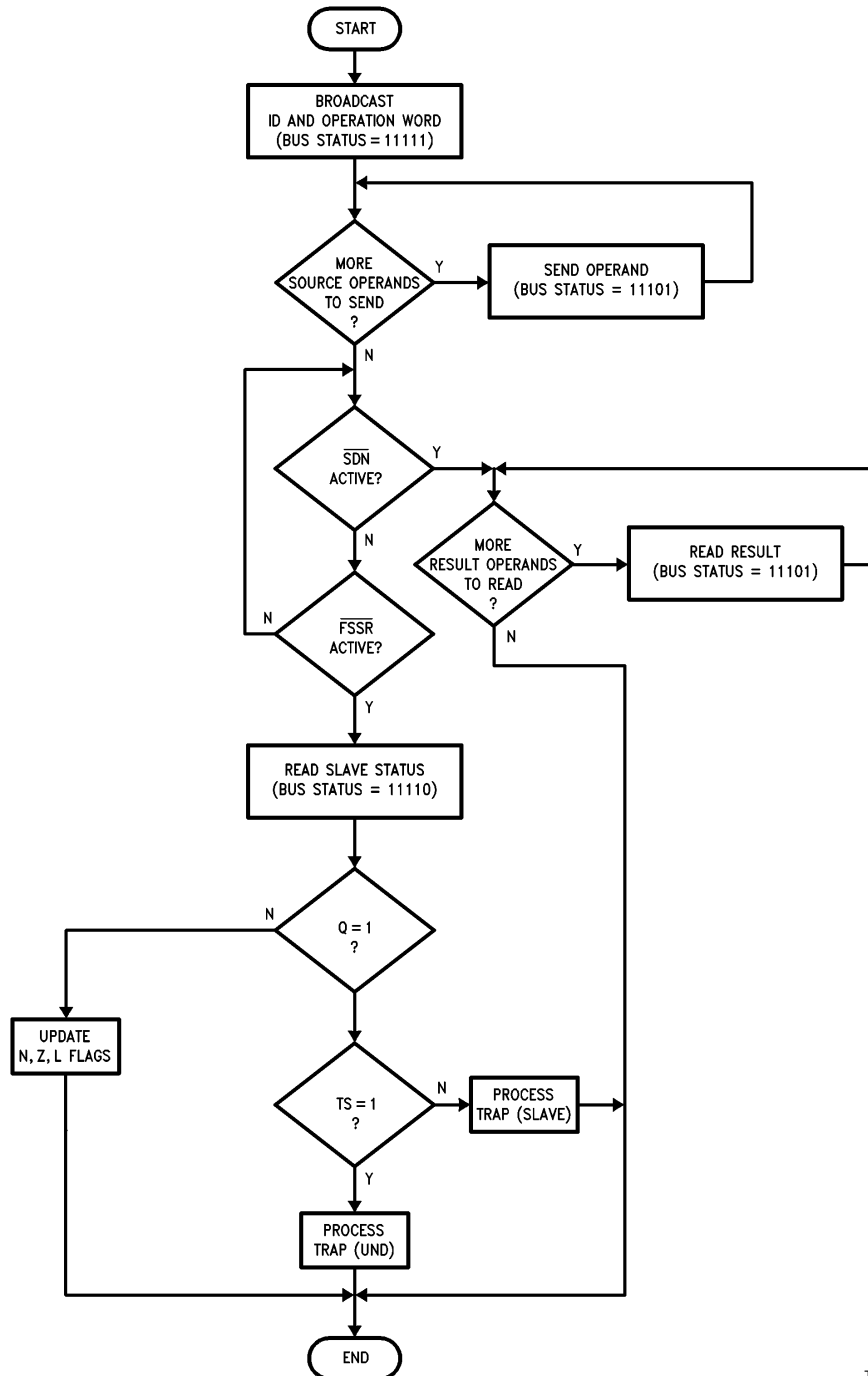 START
BROADCAST
ID AND OPERATION WORD
(BUS STATUS = 11111)
MORE
SOURCE OPERANDS
TO SEND
?
Y
SEND OPERAND
(BUS STATUS = 11101)
N
SDN
ACTIVE?
Y
N
MORE
RESULT OPERANDS
TO READ
?
Y
READ RESULT
(BUS STATUS = 11101)
N
FSSR
ACTIVE?
N
Y
READ SLAVE STATUS
(BUS STATUS = 11110)
N
Q = 1
?
UPDATE
N, Z, L FLAGS
TS = 1
?
N
PROCESS
TRAP (SLAVE)
Y
PROCESS
TRAP (UND)
END